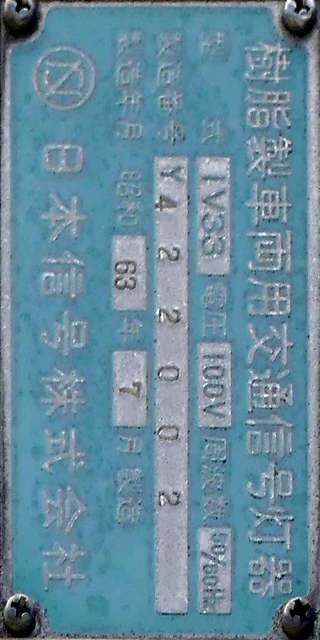 樹脂製車両用交通信号灯器
型式 1V33 電圧 100V 周波数 50/60Hz
製造番号 Y422002
製造年月 昭和 63 年 7 月製造
日本信号株式会社